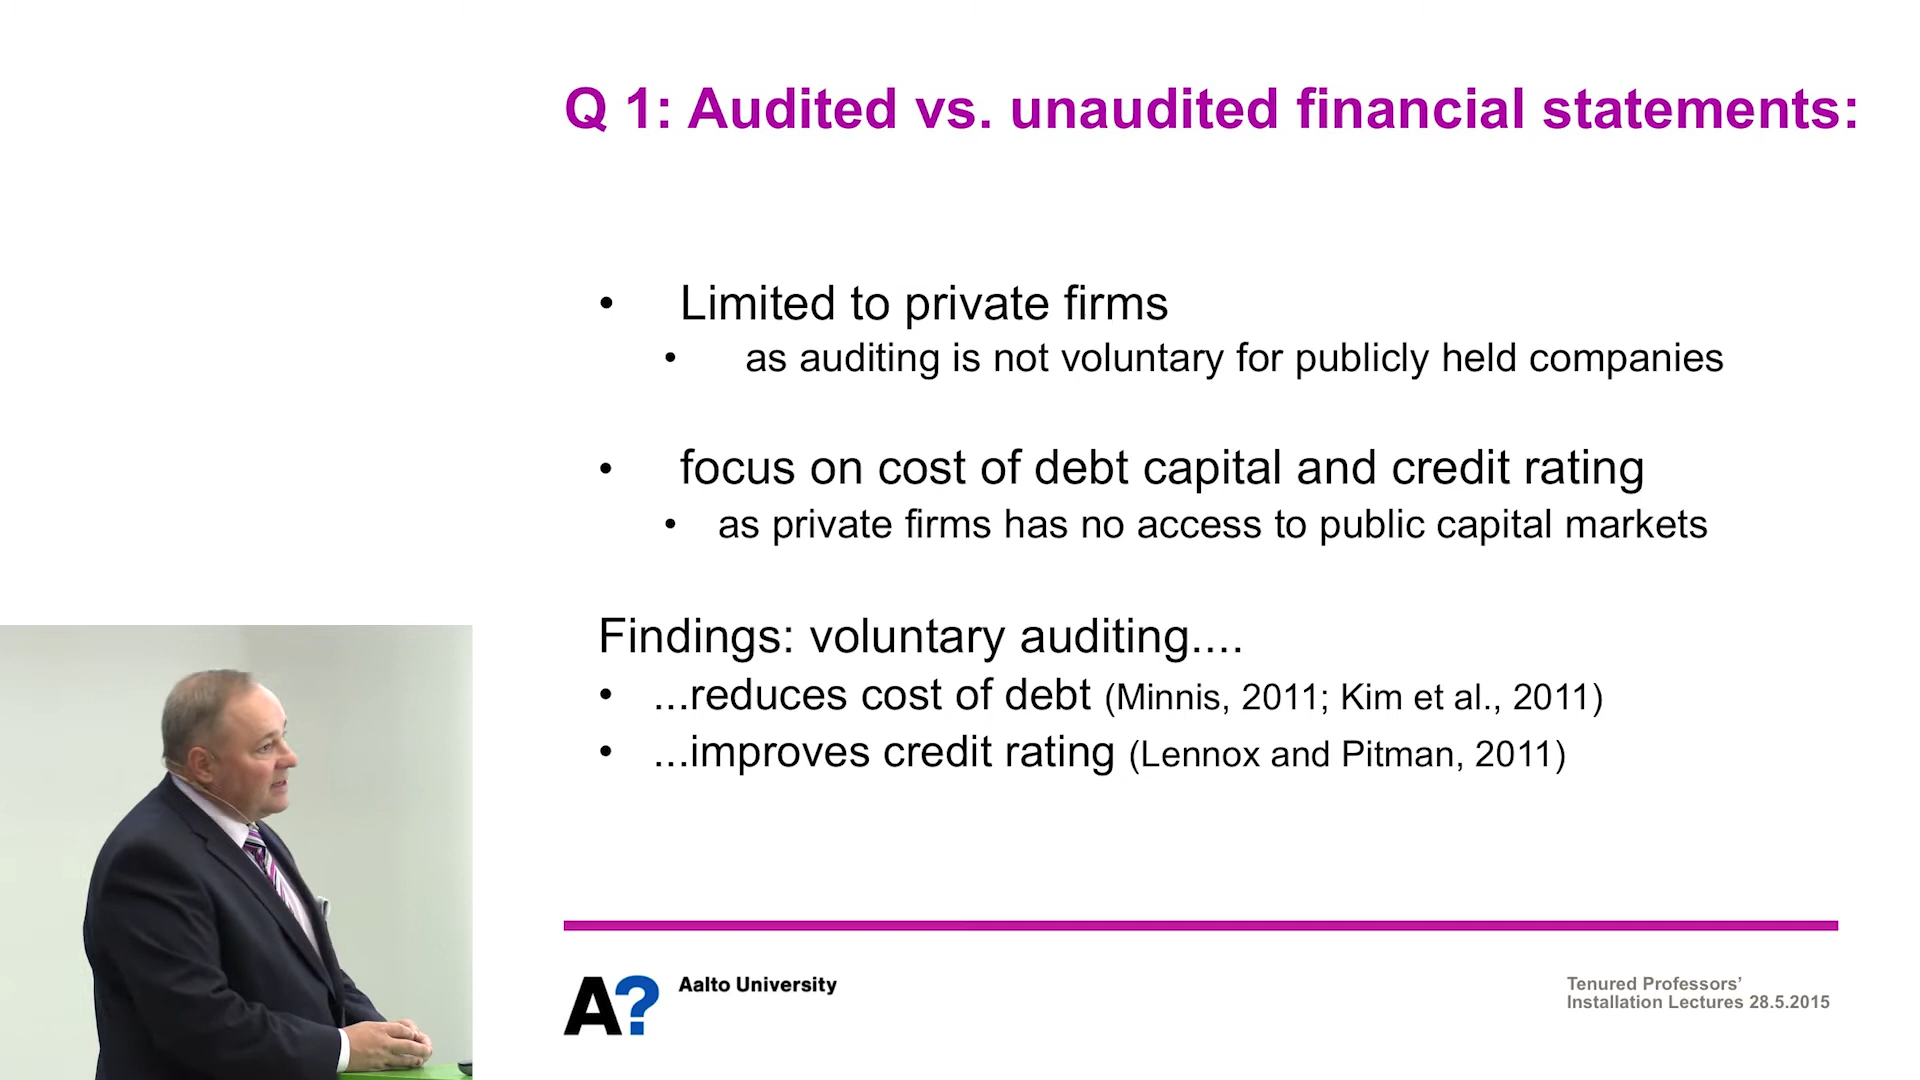 Q 1: Audited vs. unaudited financial statements:
• Limited to private firms
• as auditing is not voluntary for publicly held companies
• focus on cost of debt capital and credit rating
• as private firms has no access to public capital markets
Findings: voluntary auditing....
• ...reduces cost of debt (Minnis, 2011; Kim et al., 2011)
• ...improves credit rating (Lennox and Pitman, 2011)
A? Aalto University
Tenured Professors’
Installation Lectures 28.5.2015